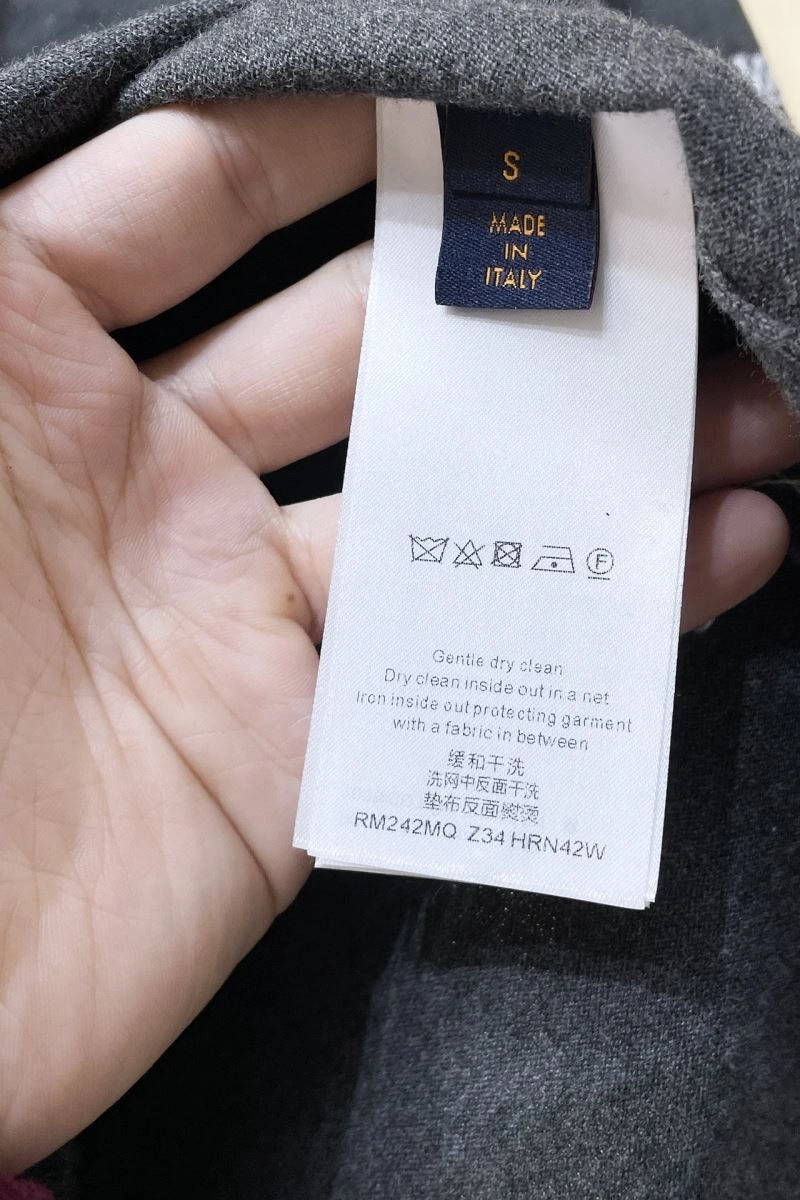 S
MADE
IN
ITALY
F
Gentle dry clean
Dry clean inside out in a net
Iron inside out protecting garment
with a fabric in between
缓和干洗
洗网中反面干洗
垫布反面熨烫
RM242MQ Z34 HRN42W